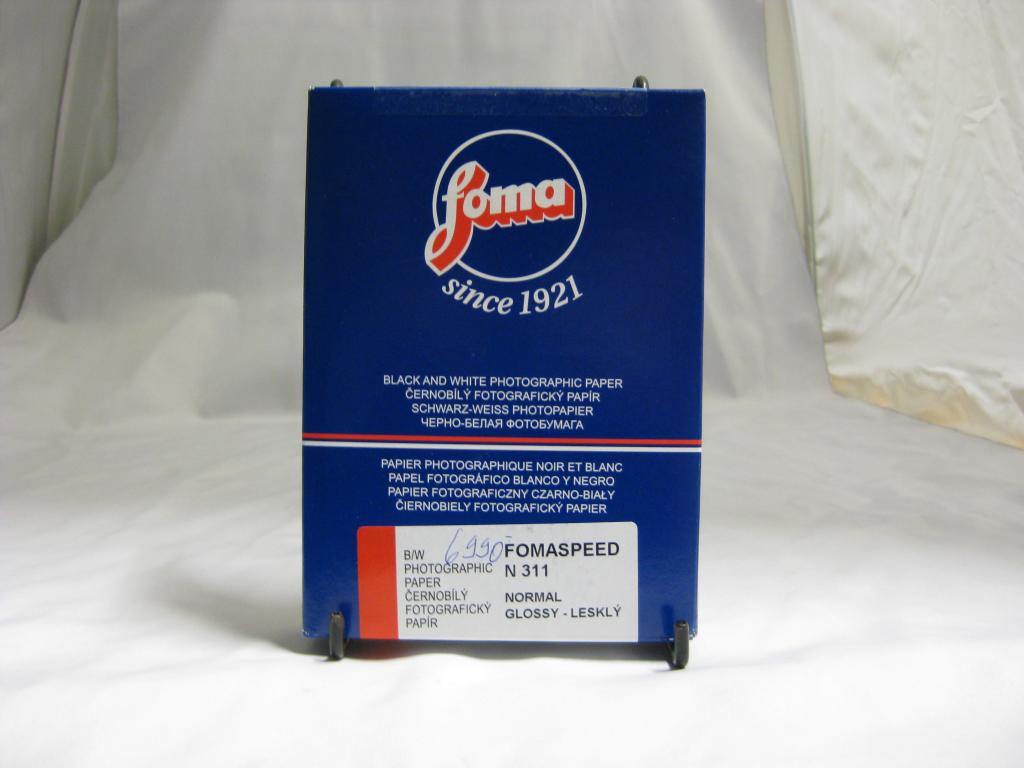 foma
since 1921
BLACK AND WHITE PHOTOGRAPHIC PAPER
ČERNOBÍLÝ FOTOGRAFICKÝ PAPÍR
SCHWARZ-WEISS PHOTOPAPIER
ЧЕРНО-БЕЛАЯ ФОТОБУМАГА
PAPIER PHOTOGRAPHIQUE NOIR ET BLANC
PAPEL FOTOGRÁFICO BLANCO Y NEGRO
PAPIER FOTOGRAFICZNY CZARNO-BIAŁY
ČIERNOBIELY FOTOGRAFICKÝ PAPIER
6990
B/W
PHOTOGRAPHIC
PAPER
ČERNOBÍLÝ
FOTOGRAFICKÝ
PAPÍR
FOMASPEED
N 311
NORMAL
GLOSSY - LESKLÝ